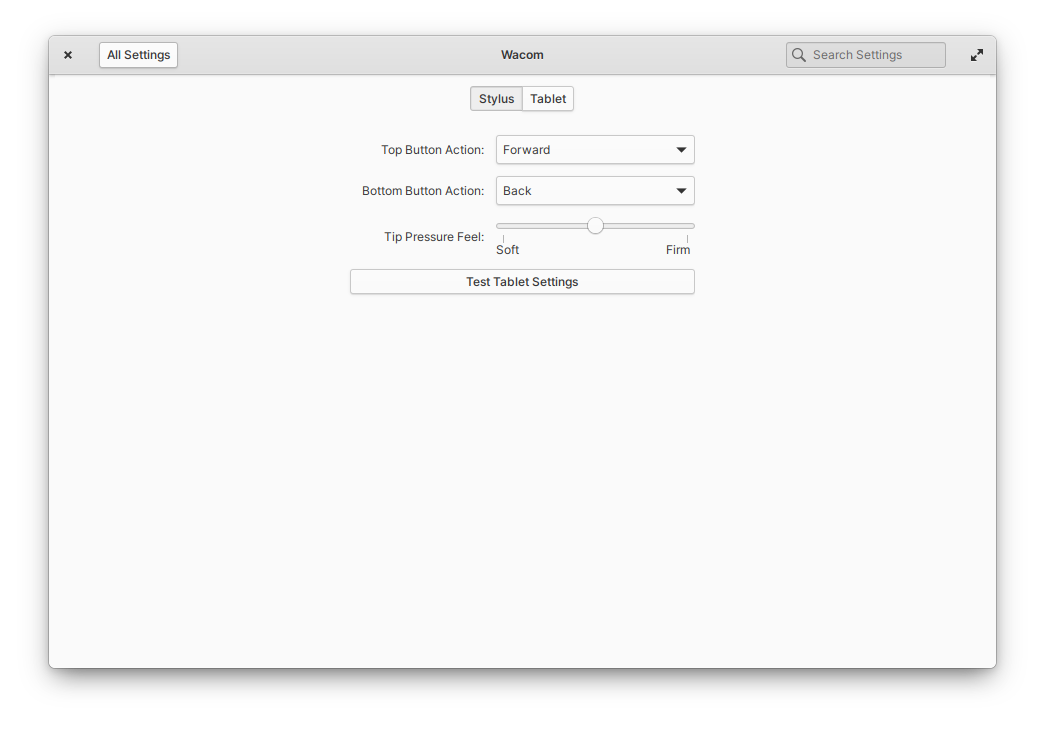 All Settings
Wacom
Search Settings
Stylus
Tablet
Top Button Action:
Forward
Bottom Button Action:
Back
Tip Pressure Feel:
Soft
Firm
Test Tablet Settings